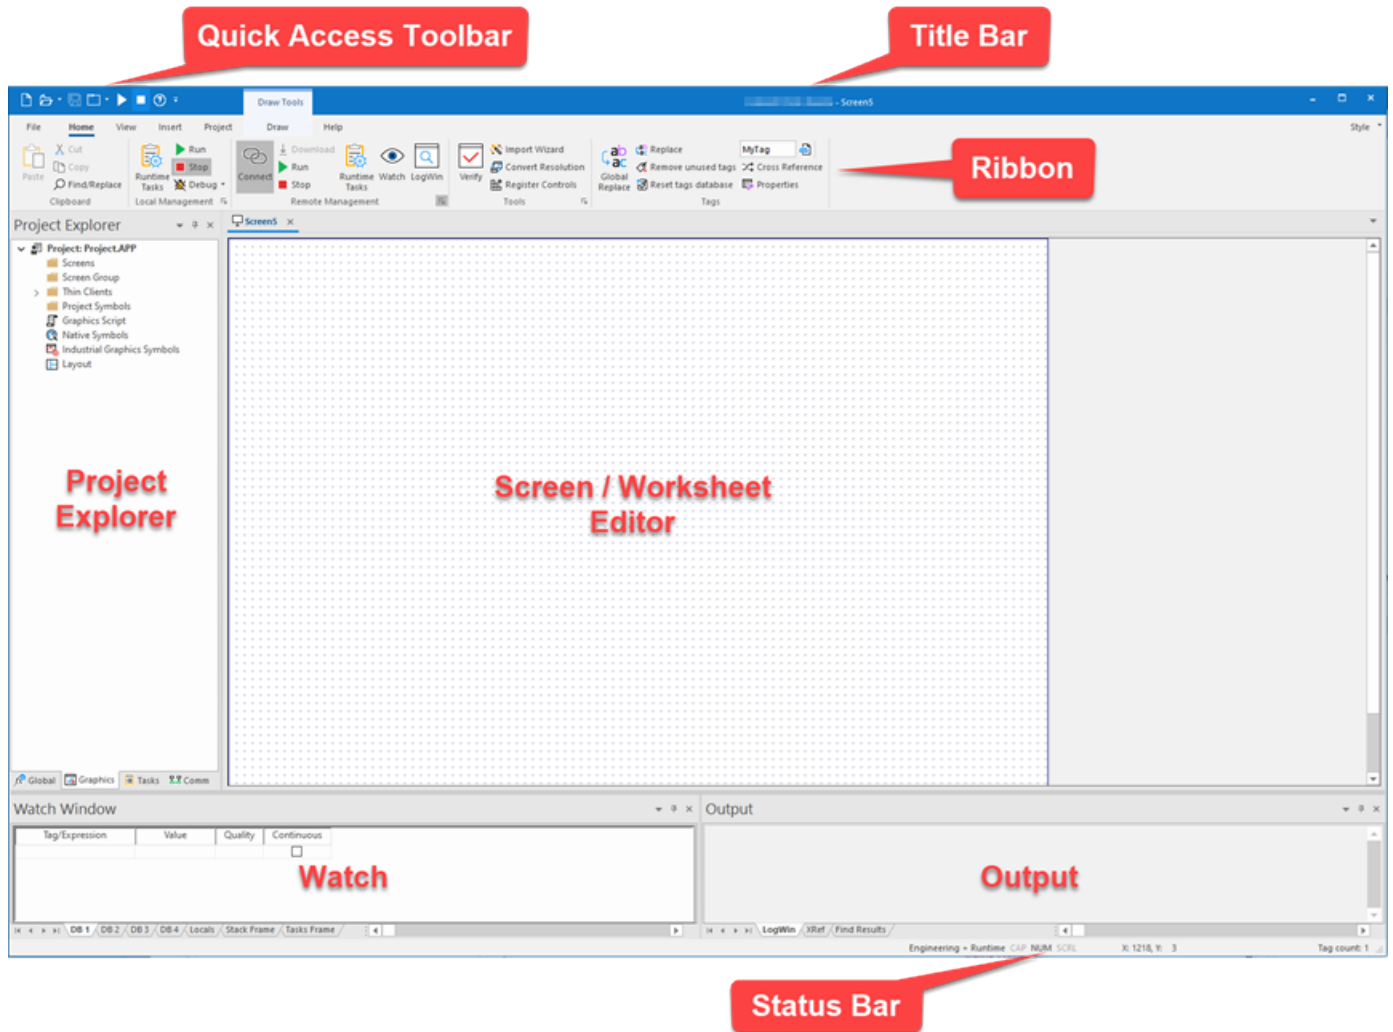 Quick Access Toolbar
Title Bar
Draw Tools
- Screen5
File Home View Insert Project Draw Help Style
Paste
Cut
Copy
Find/Replace
Clipboard
Runtime Tasks
Run
Stop
Debug
Local Management
Connect
Download
Run
Stop
Runtime Tasks
Watch
LogWin
Remote Management
Verify
Import Wizard
Convert Resolution
Register Controls
Tools
ab
ac
Global Replace
Replace
Remove unused tags
Reset tags database
MyTag
Cross Reference
Properties
Tags
Ribbon
Project Explorer
Screen5
Project: Project.APP
Screens
Screen Group
Thin Clients
Project Symbols
Graphics Script
Native Symbols
Industrial Graphics Symbols
Layout
Project
Explorer
Screen / Worksheet
Editor
Global Graphics Tasks Comm
Watch Window
Tag/Expression Value Quality Continuous
Watch
DB 1 DB 2 DB 3 DB 4 Locals Stack Frame Tasks Frame
Output
Output
LogWin XRef Find Results
Engineering + Runtime CAP NUM SCRL X: 1218, Y: 3 Tag count: 1
Status Bar